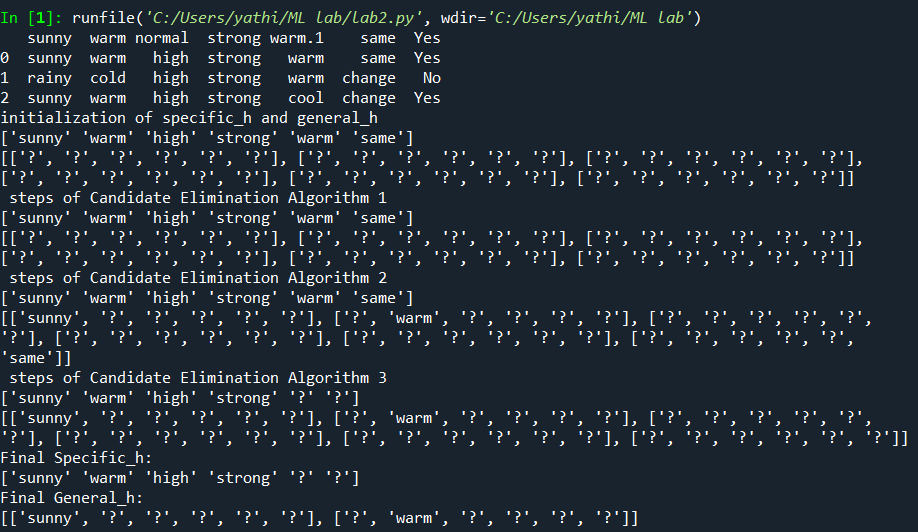 In [1]: runfile('C:/Users/yathi/ML lab/lab2.py', wdir='C:/Users/yathi/ML lab')
   sunny  warm normal  strong warm.1    same  Yes
0  sunny  warm   high  strong   warm    same  Yes
1  rainy  cold   high  strong   warm  change   No
2  sunny  warm   high  strong   cool  change  Yes
initialization of specific_h and general_h
['sunny' 'warm' 'high' 'strong' 'warm' 'same']
[['?', '?', '?', '?', '?', '?'], ['?', '?', '?', '?', '?', '?'], ['?', '?', '?', '?', '?', '?'],
['?', '?', '?', '?', '?', '?'], ['?', '?', '?', '?', '?', '?'], ['?', '?', '?', '?', '?', '?']]
 steps of Candidate Elimination Algorithm 1
['sunny' 'warm' 'high' 'strong' 'warm' 'same']
[['?', '?', '?', '?', '?', '?'], ['?', '?', '?', '?', '?', '?'], ['?', '?', '?', '?', '?', '?'],
['?', '?', '?', '?', '?', '?'], ['?', '?', '?', '?', '?', '?'], ['?', '?', '?', '?', '?', '?']]
 steps of Candidate Elimination Algorithm 2
['sunny' 'warm' 'high' 'strong' 'warm' 'same']
[['sunny', '?', '?', '?', '?', '?'], ['?', 'warm', '?', '?', '?', '?'], ['?', '?', '?', '?', '?',
'?'], ['?', '?', '?', '?', '?', '?'], ['?', '?', '?', '?', '?', '?'], ['?', '?', '?', '?', '?',
'same']]
 steps of Candidate Elimination Algorithm 3
['sunny' 'warm' 'high' 'strong' '?' '?']
[['sunny', '?', '?', '?', '?', '?'], ['?', 'warm', '?', '?', '?', '?'], ['?', '?', '?', '?', '?',
'?'], ['?', '?', '?', '?', '?', '?'], ['?', '?', '?', '?', '?', '?'], ['?', '?', '?', '?', '?', '?']]
Final Specific_h:
['sunny' 'warm' 'high' 'strong' '?' '?']
Final General_h:
[['sunny', '?', '?', '?', '?', '?'], ['?', 'warm', '?', '?', '?', '?']]